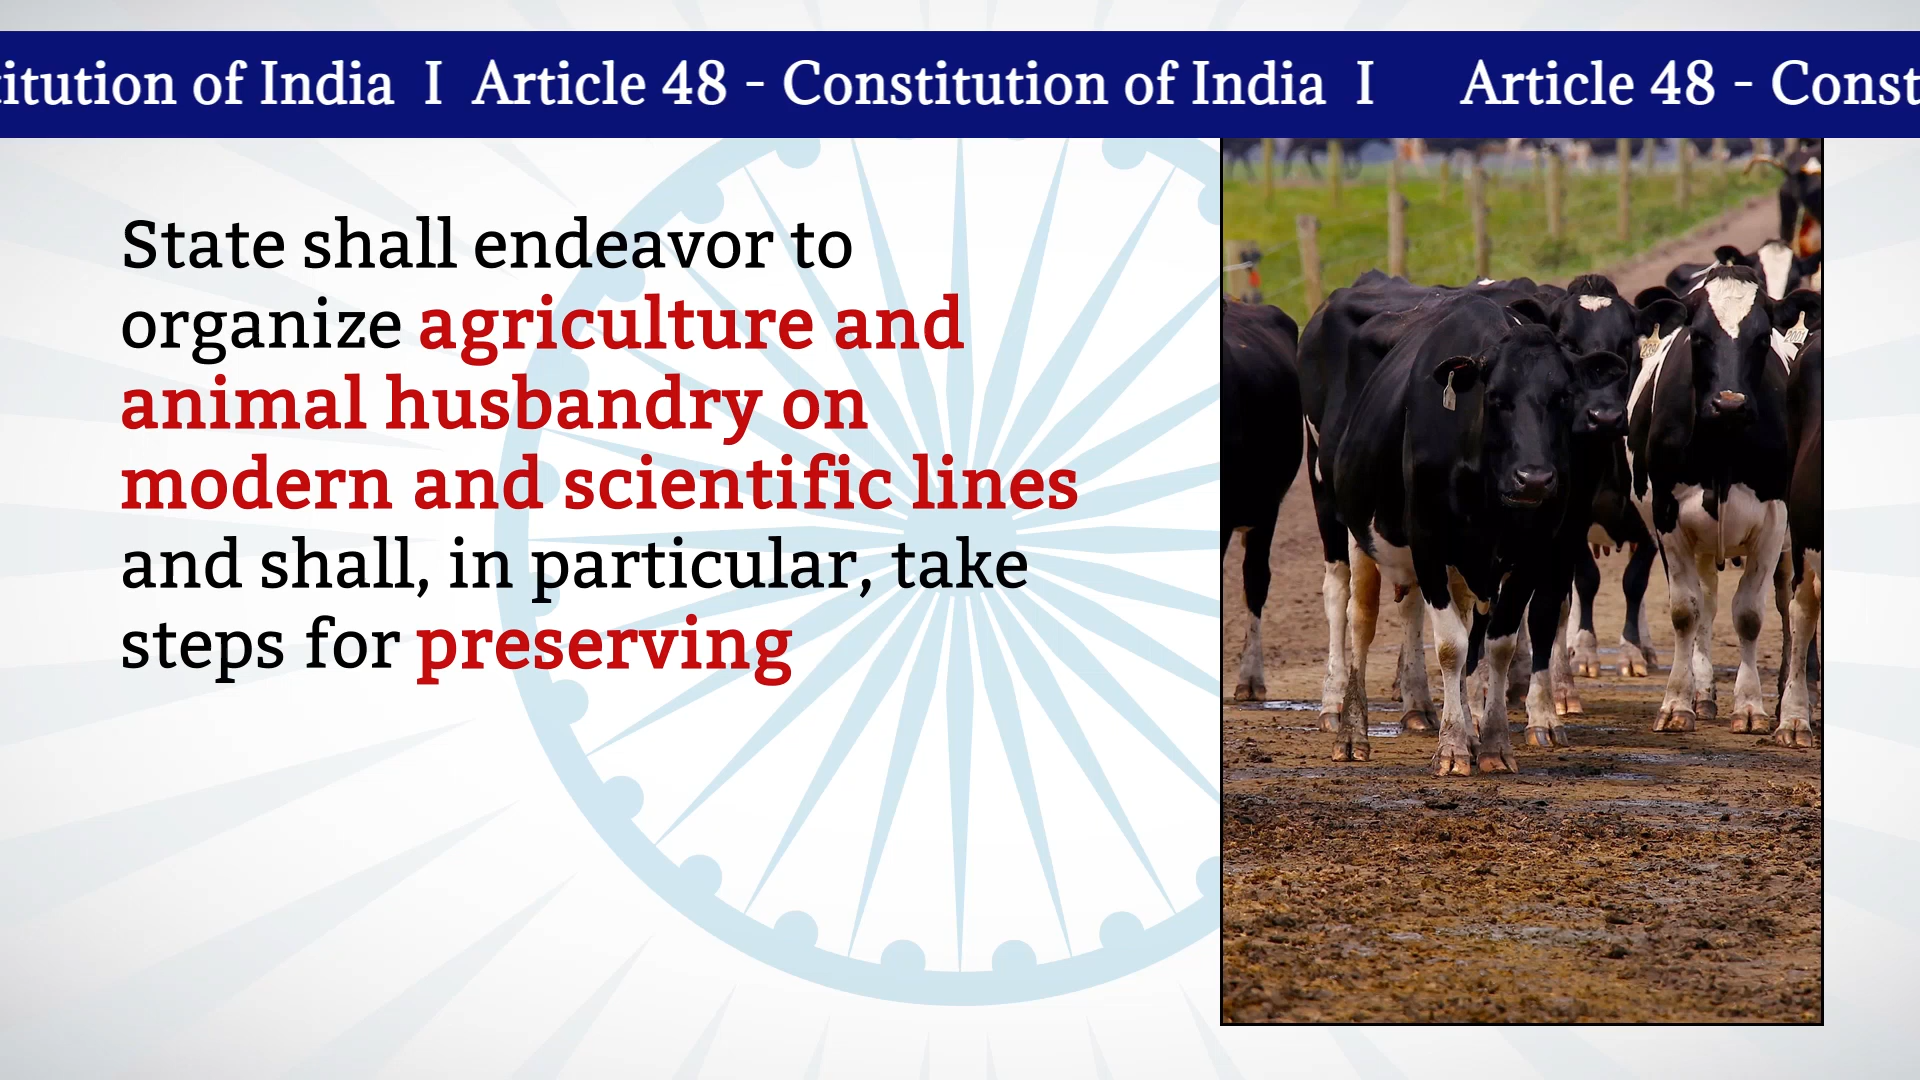 itution of India I Article 48 - Constitution of India I Article 48 - Const
State shall endeavor to
organize agriculture and
animal husbandry on
modern and scientific lines
and shall, in particular, take
steps for preserving